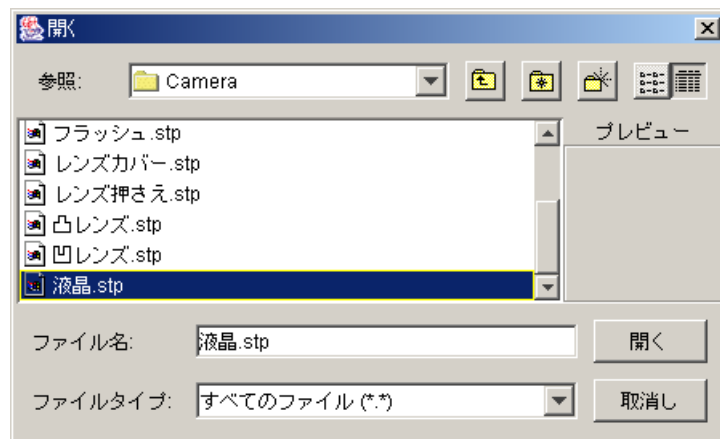 開く
参照: Camera
フラッシュ.stp
プレビュー
レンズカバー.stp
レンズ押さえ.stp
凸レンズ.stp
凹レンズ.stp
液晶.stp
ファイル名: 液晶.stp 開く
ファイルタイプ: すべてのファイル (*.*) 取消し